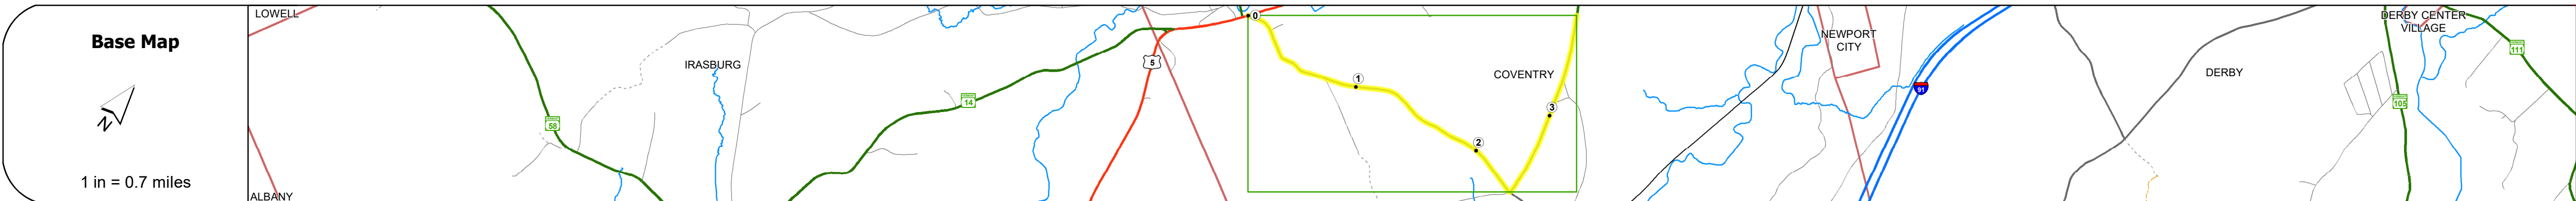 Base Map
N
1 in = 0.7 miles
LOWELL
ALBANY
58
IRASBURG
14
5
0
1
2
3
COVENTRY
NEWPORT
CITY
91
DERBY
DERBY CENTER
VILLAGE
105
111